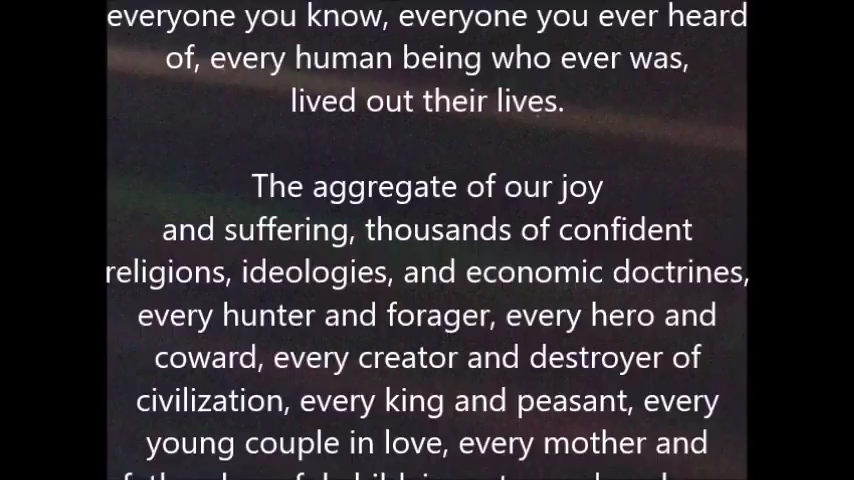 everyone you know, everyone you ever heard
of, every human being who ever was,
lived out their lives.
The aggregate of our joy
and suffering, thousands of confident
religions, ideologies, and economic doctrines,
every hunter and forager, every hero and
coward, every creator and destroyer of
civilization, every king and peasant, every
young couple in love, every mother and